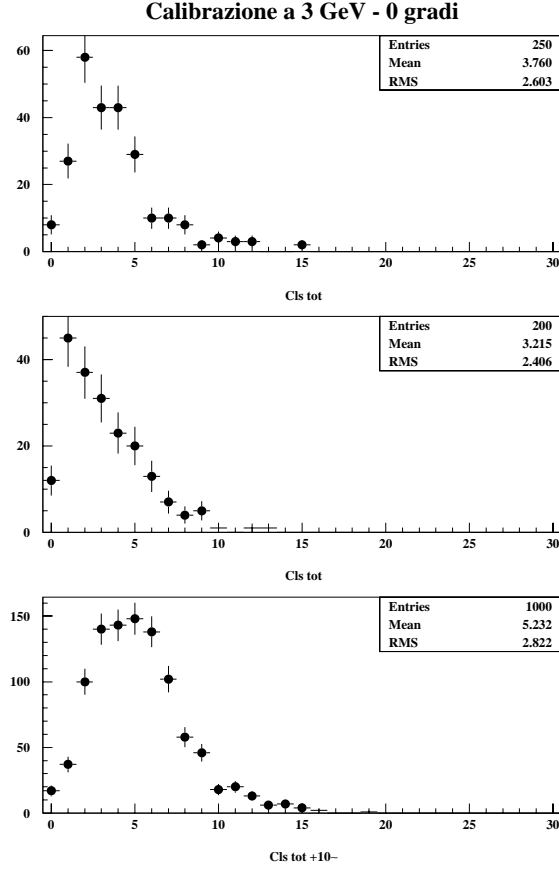 Calibrazione a 3 GeV - 0 gradi
Entries 250
Mean 3.760
RMS 2.603
60
40
20
0
0 5 10 15 20 25 30
Cls tot
Entries 200
Mean 3.215
RMS 2.406
40
20
0
0 5 10 15 20 25 30
Cls tot
Entries 1000
Mean 5.232
RMS 2.822
150
100
50
0
0 5 10 15 20 25 30
Cls tot +10−